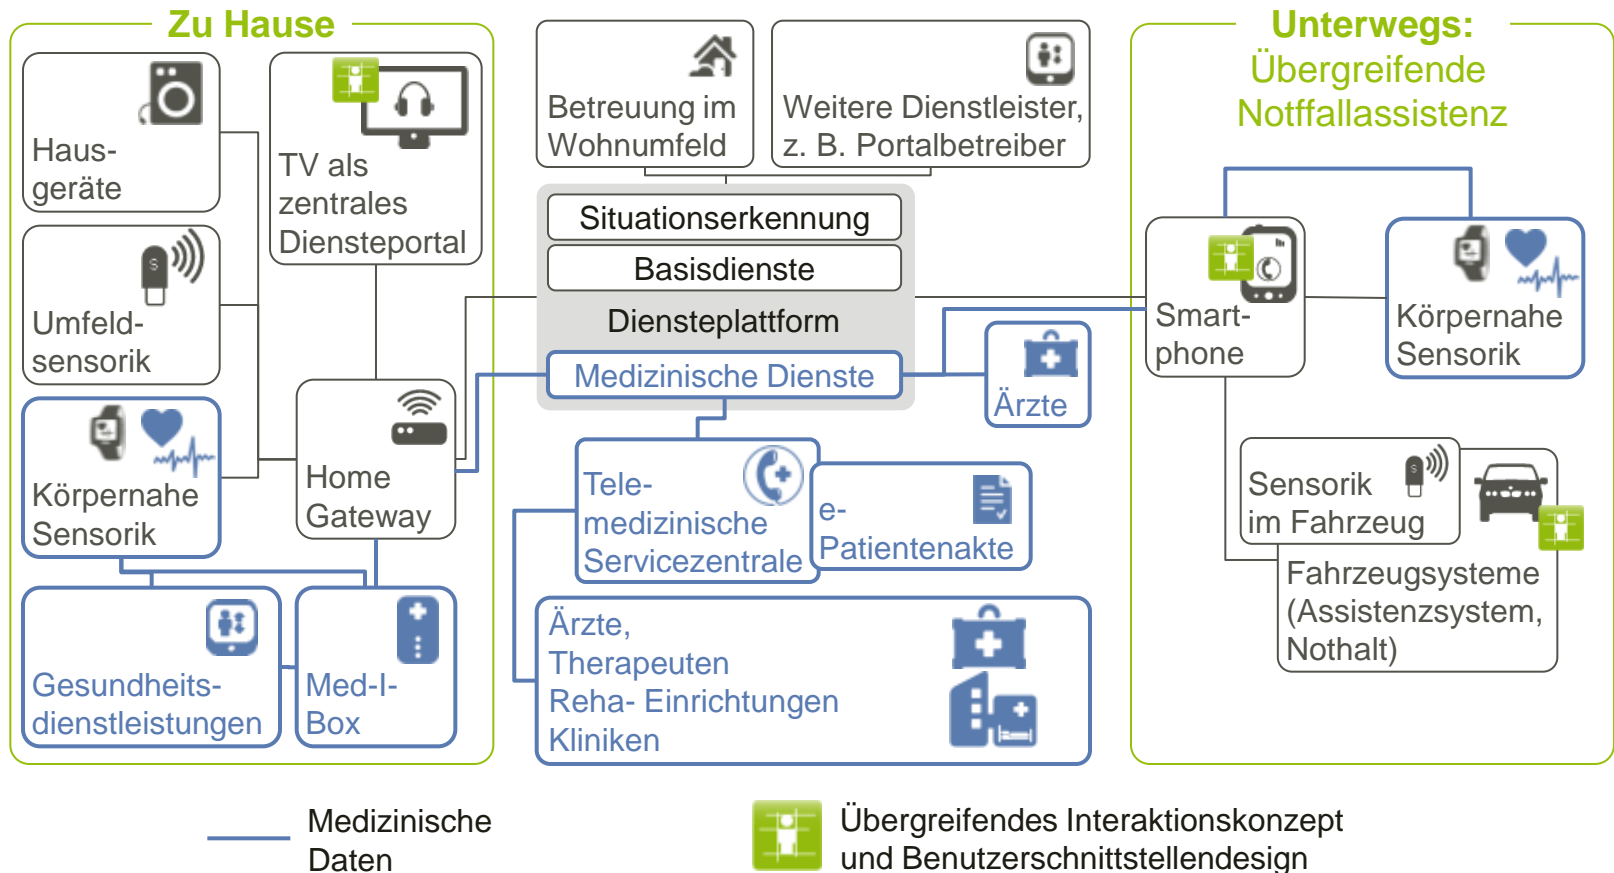 Zu Hause
Haus-
geräte
TV als
zentrales
Diensteportal
Umfeld-
sensorik
Körpernahe
Sensorik
Home
Gateway
Gesundheits-
dienstleistungen
Med-I-
Box
Betreuung im
Wohnumfeld
Weitere Dienstleister,
z. B. Portalbetreiber
Situationserkennung
Basisdienste
Diensteplattform
Medizinische Dienste
Ärzte
Tele-
medizinische
Servicezentrale
e-
Patientenakte
Ärzte,
Therapeuten
Reha- Einrichtungen
Kliniken
Unterwegs:
Übergreifende
Notffallassistenz
Smart-
phone
Körpernahe
Sensorik
Sensorik
im Fahrzeug
Fahrzeugsysteme
(Assistenzsystem,
Nothalt)
Medizinische
Daten
Übergreifendes Interaktionskonzept
und Benutzerschnittstellendesign